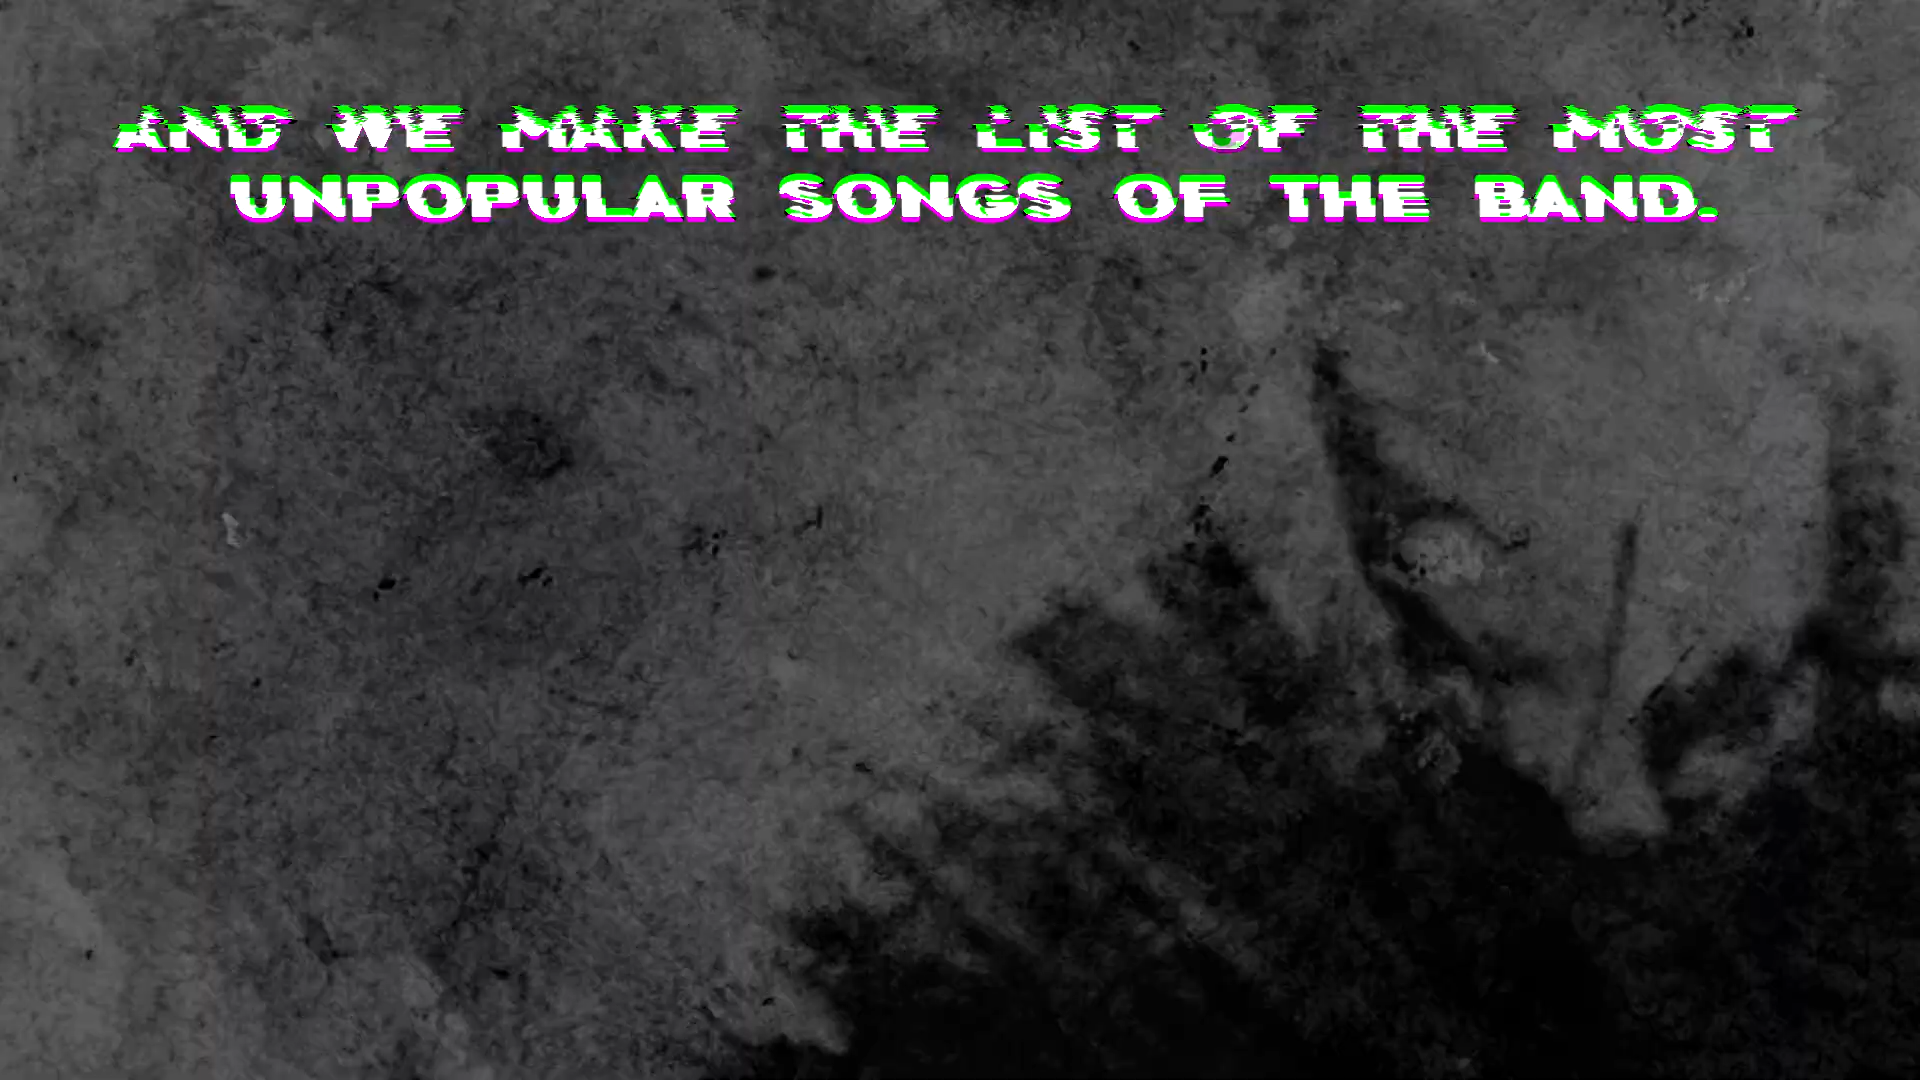 AND WE MAKE THE LIST OF THE MOST
UNPOPULAR SONGS OF THE BAND.